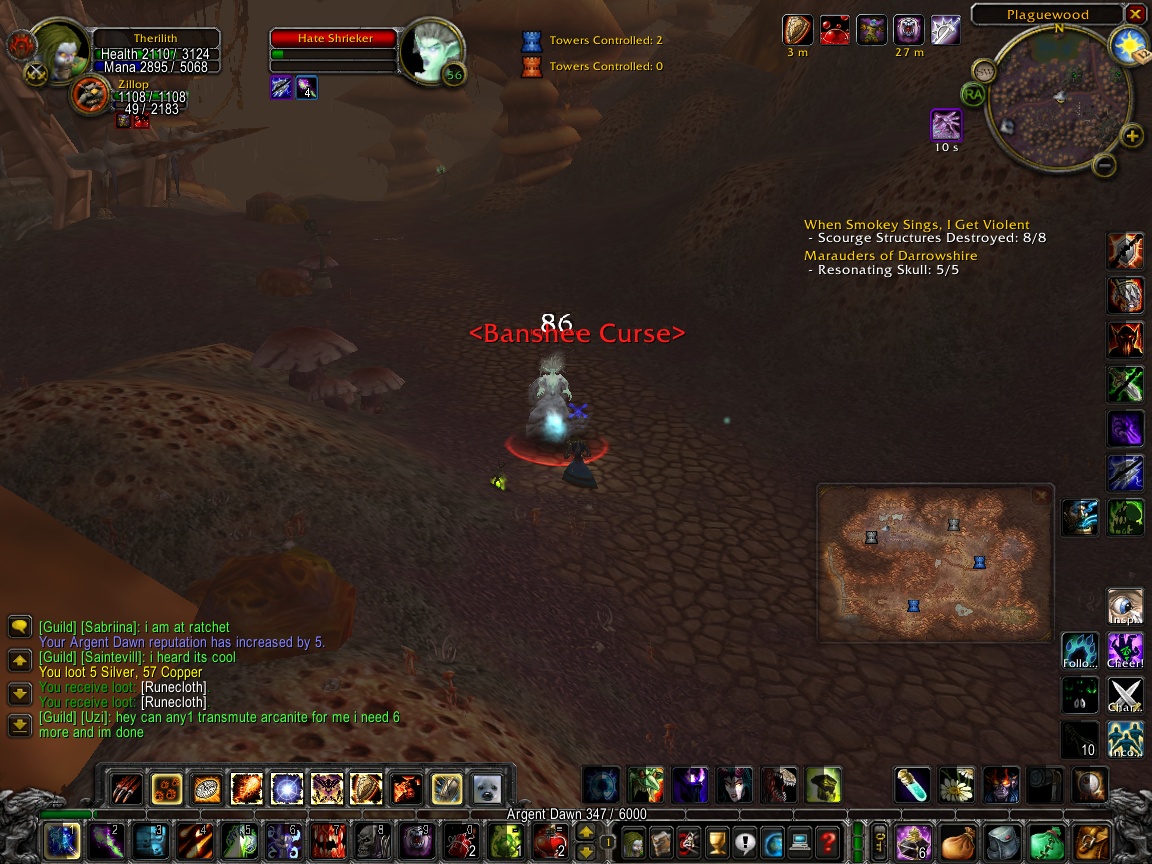 Therilith
Health 2110 / 3124
Mana 2895 / 5068
Zillop
1108 / 1108
49 / 2183
Hate Shrieker
56
4
Towers Controlled: 2
Towers Controlled: 0
3 m
27 m
10 s
Plaguewood
N
RA
When Smokey Sings, I Get Violent
- Scourge Structures Destroyed: 8/8
Marauders of Darrowshire
- Resonating Skull: 5/5
86
<Banshee Curse>
[Guild] [Sabriina]: i am at ratchet
Your Argent Dawn reputation has increased by 5.
[Guild] [Saintevill]: i heard its cool
You loot 5 Silver, 57 Copper
You receive loot: [Runecloth]
You receive loot: [Runecloth]
[Guild] [Uzi]: hey can any1 transmute arcanite for me i need 6
more and im done
Follo...
Cheer!
10
Argent Dawn 347 / 6000